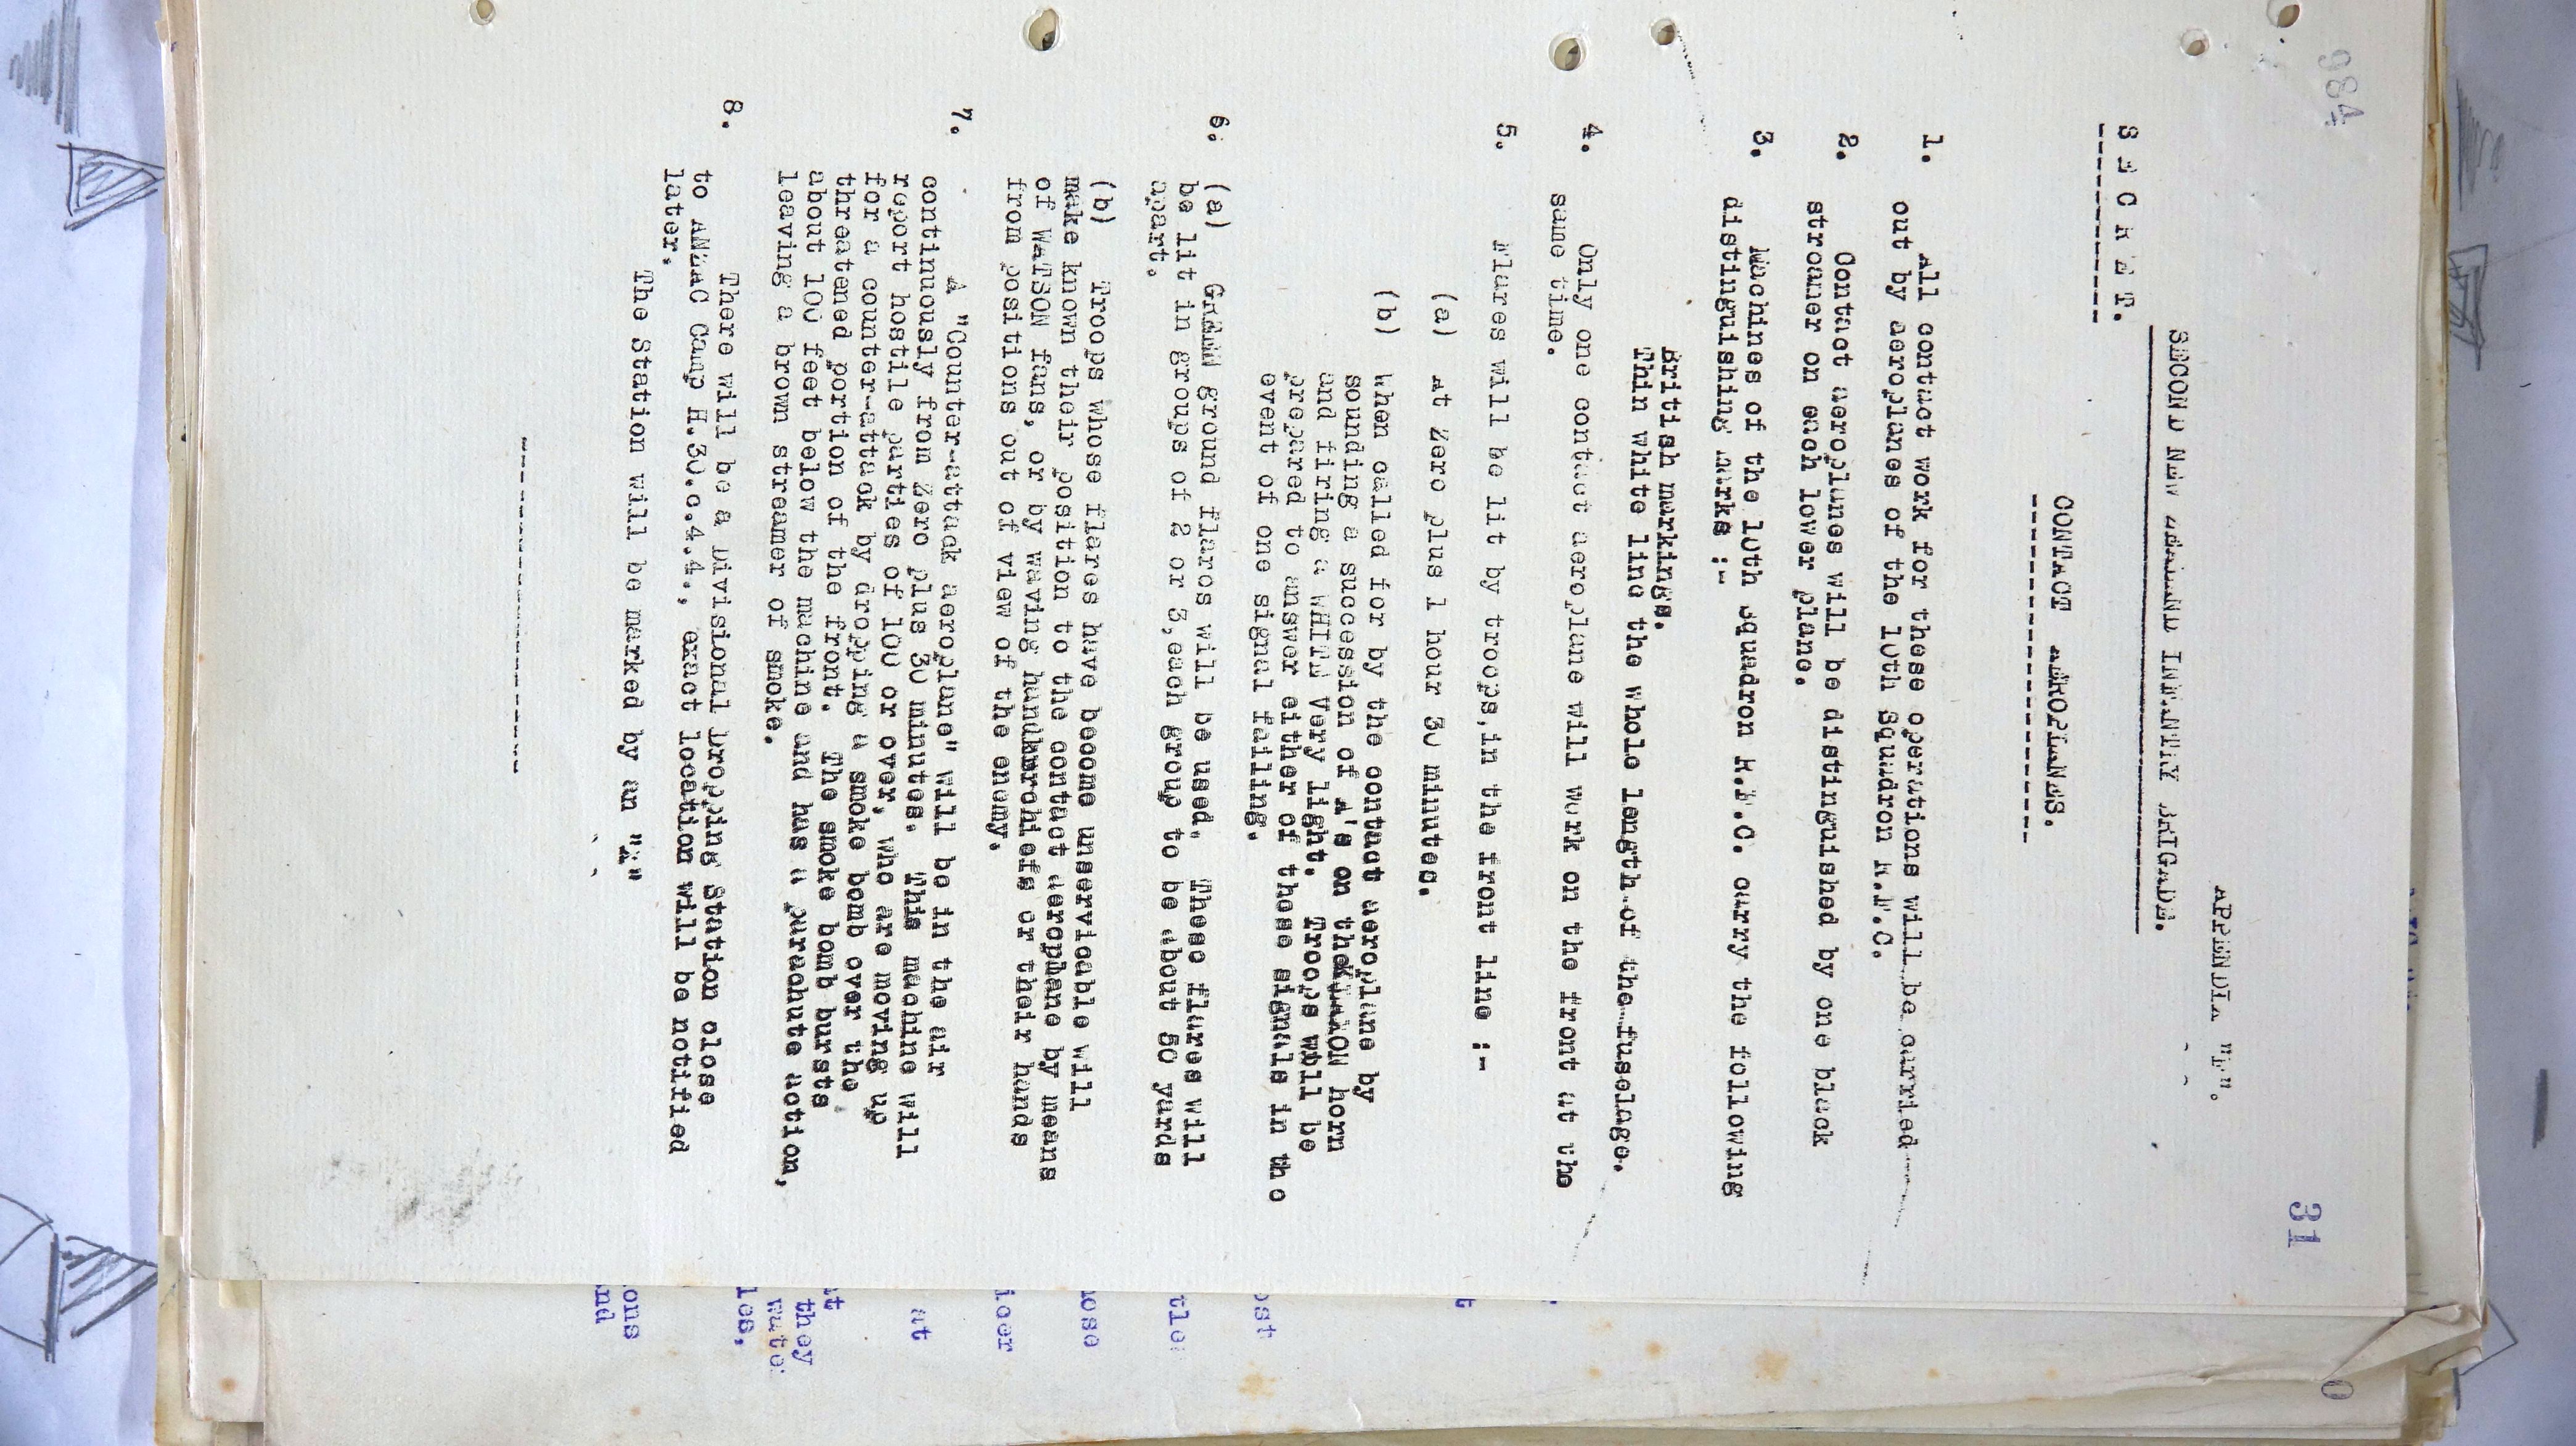 984
31
APPENDIX "F".
SECOND NEW ZEALAND INFANTRY BRIGADE.
S E C R E T.
CONTACT AEROPLANES.
1. All contact work for these operations will be carried
out by aeroplanes of the 10th Squadron R.F.C.
2. Contact aeroplanes will be distinguished by one black
stromer on each lower plane.
3. Machines of the 10th Squadron R.F.C. carry the following
distinguishing marks :-
British markings.
Thin white line the whole length of the fuselage.
4. Only one contact aeroplane will work on the front at the
same time.
5. Flares will be lit by troops,in the front line :-
(a) At Zero plus 1 hour 30 minutes.
(b) When called for by the contact aeroplane by
sounding a succession of A's on the KLAXON horn
and firing a WHITE Very light. Troops will be
prepared to answer either of these signals in the
event of one signal failing.
6. (a) GREEN ground flares will be used. These flares will
be lit in groups of 2 or 3,each group to be about 50 yards
apart.
(b) Troops whose flares have become unservicable will
make known their position to the contact aeroplane by means
of WATSON fans, or by waving handkerchiefs or their hands
from positions out of view of the enemy.
7. A "Counter-attack aeroplane" will be in the air
continuously from Zero plus 30 minutes. This machine will
report hostile parties of 100 or over, who are moving up
for a counter-attack by dropping a smoke bomb over the
threatened portion of the front. The smoke bomb bursts
about 100 feet below the machine and has a parachute action,
leaving a brown streamer of smoke.
8. There will be a Divisional Dropping Station close
to ANZAC Camp H.30.c.4.4., exact location will be notified
later.
The Station will be marked by an "X"
0
t
ost
tle
hose
ioer
at
at
they
wate
les,
ons
nd